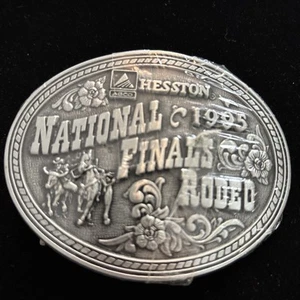 HESSTON
NATIONAL 1995
FINALS
RODEO